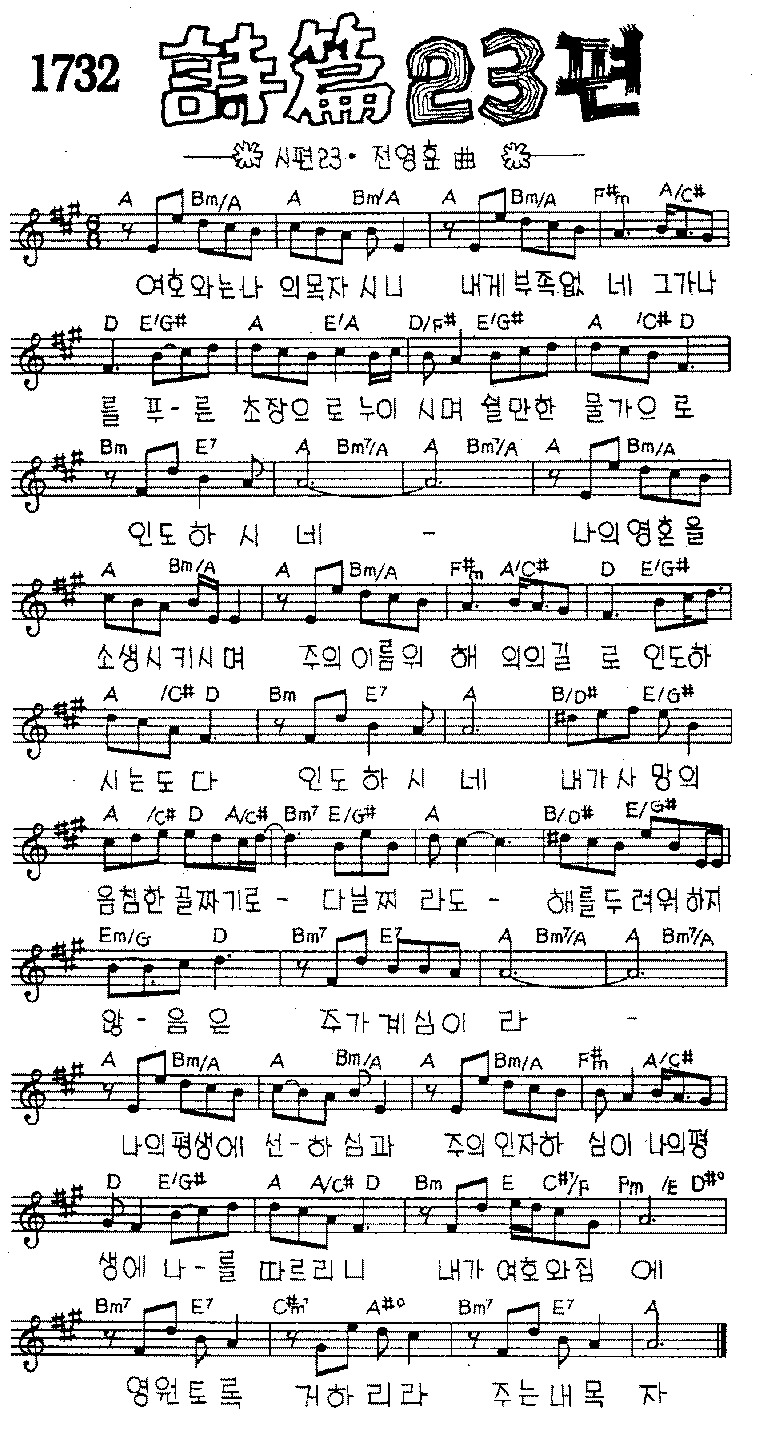 1732 詩篇23편
시편23 · 전영훈 曲
A Bm/A A Bm/A A Bm/A F#m A/C#
여호와는나 의목자시니 내게부족없 네 그가나
D E/G# A E/A D/F# E/G# A /C# D
를 푸-른 초장으로누이 시며 쉴만한 물가으로
Bm E7 A Bm7/A A Bm7/A A Bm/A
인도하 시 네 - 나의영혼을
A Bm/A A Bm/A F#m A/C# D E/G#
소생시키시며 주의이름위 해 의의길 로 인도하
A /C# D Bm E7 A B/D# E/G#
시는도다 인도하 시 네 내가사 망의
A /C# D A/C# Bm7 E/G# A B/D# E/G#
음침한 골짜기로- 다닐찌 라도 - 해를두려워하지
Em/G D Bm7 E7 A Bm7/A A Bm7/A
않-음은 주가계심이 라 -
A Bm/A A Bm/A A Bm/A F#m A/C#
나의평생에 선-하심과 주의인자하 심이 나의평
D E/G# A A/C# D Bm E C#7/F Fm /E D#°
생에 나-를 따르리니 내가 여호와집 에
Bm7 E7 C#m7 A#° Bm7 E7 A
영원토록 거하리라 주는내목 자